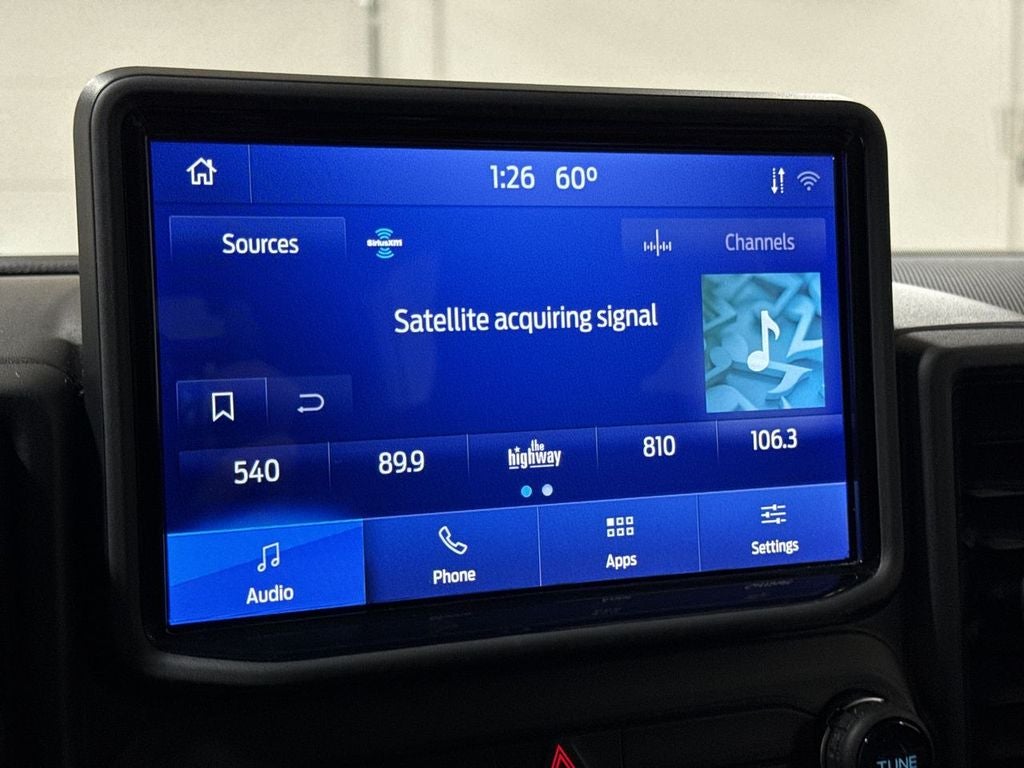 1:26 60°
Sources
SiriusXM
Channels
Satellite acquiring signal
540
89.9
the highway
810
106.3
Audio
Phone
Apps
Settings
TUNE